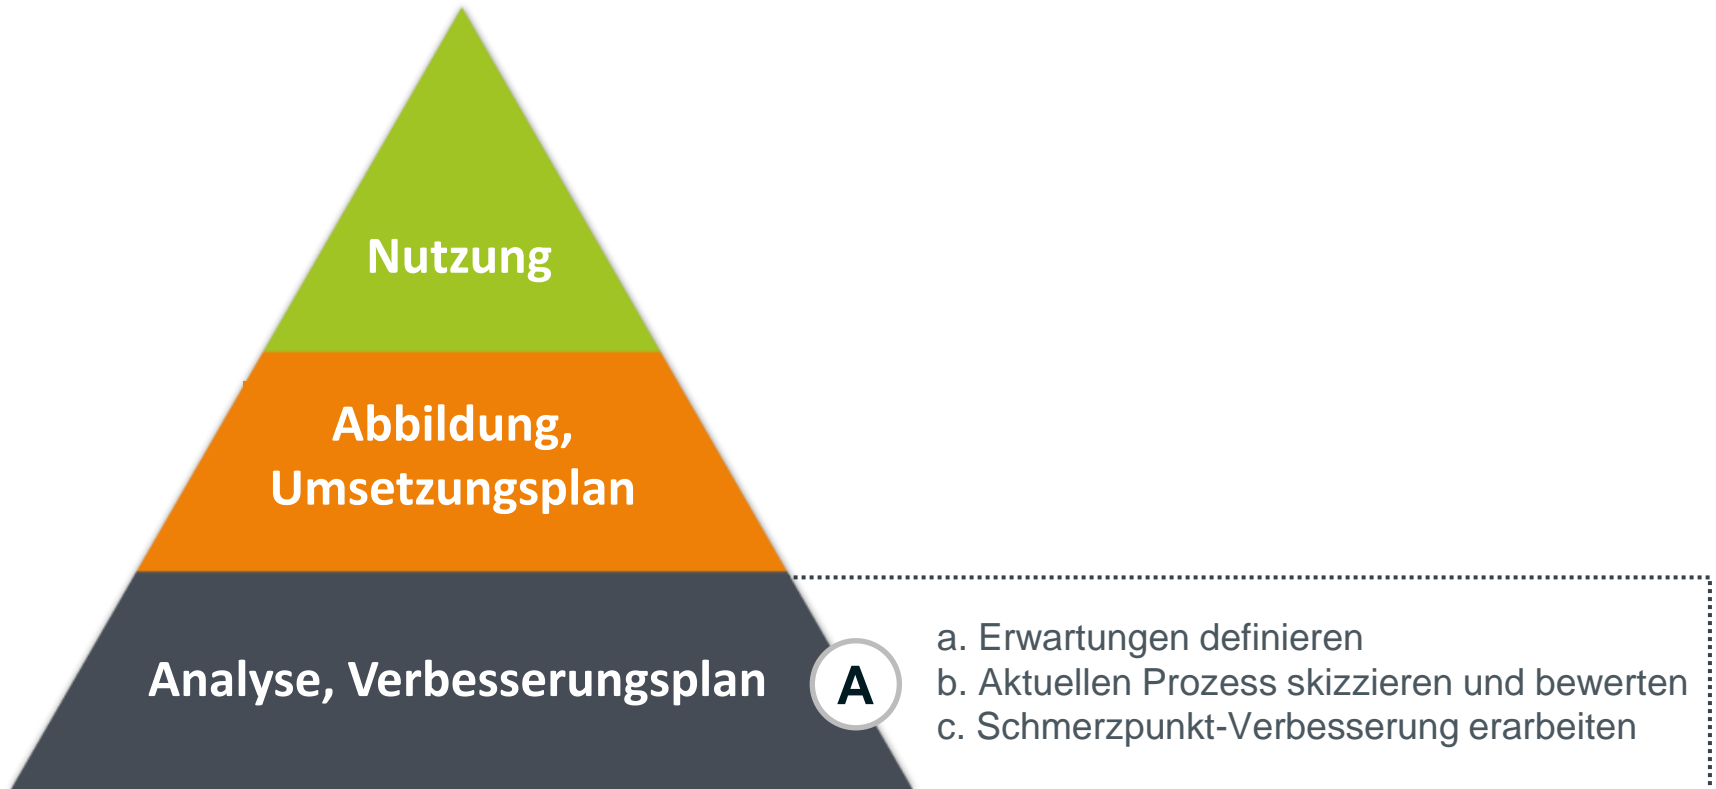 Nutzung
Abbildung,
Umsetzungsplan
Analyse, Verbesserungsplan
A
a. Erwartungen definieren
b. Aktuellen Prozess skizzieren und bewerten
c. Schmerzpunkt-Verbesserung erarbeiten